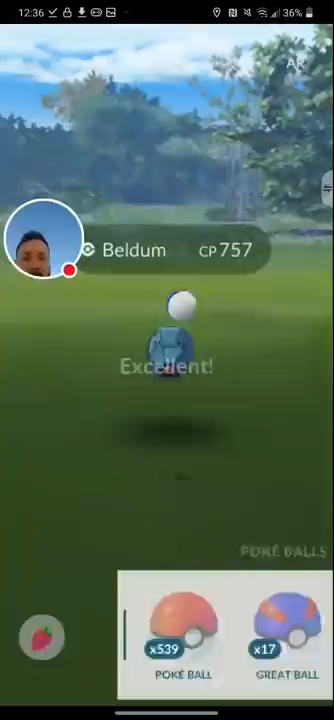 12:36
36%
AR
Beldum CP757
Excellent!
POKÉ BALLS
x539
x17
POKÉ BALL
GREAT BALL